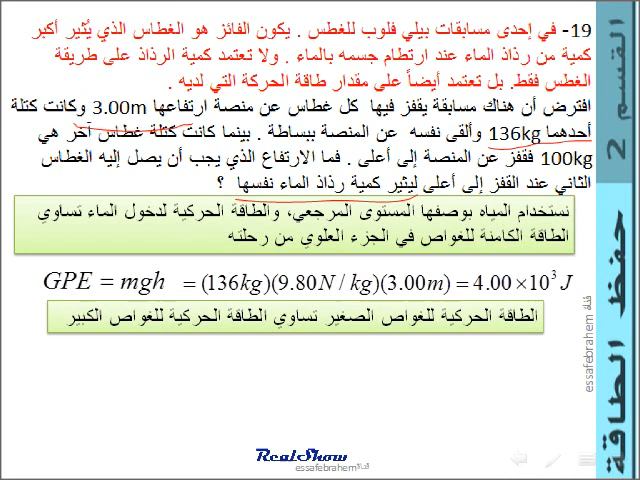 19- في إحدى مسابقات بيلي فلوب للغطس . يكون الفائز هو الغطاس الذي يُثير أكبر
كمية من رذاذ الماء عند ارتطام جسمه بالماء . ولا تعتمد كمية الرذاذ على طريقة
الغطس فقط. بل تعتمد أيضاً على مقدار طاقة الحركة التي لديه .
افترض أن هناك مسابقة يقفز فيها كل غطاس عن منصة ارتفاعها 3.00m وكانت كتلة
أحدهما 136kg وألقى نفسه عن المنصة ببساطة . بينما كانت كتلة غطاس آخر هي
100kg فقفز عن المنصة إلى أعلى . فما الارتفاع الذي يجب أن يصل إليه الغطاس
الثاني عند القفز إلى أعلى ليثير كمية رذاذ الماء نفسها ؟
نستخدام المياه بوصفها المستوى المرجعي، والطاقة الحركية لدخول الماء تساوي
الطاقة الكامنة للغواص في الجزء العلوي من رحلته
GPE = mgh = (136kg)(9.80N / kg)(3.00m) = 4.00 ×10³ J
الطاقة الحركية للغواص الصغير تساوي الطاقة الحركية للغواص الكبير
RealShow
قناة essafebrahem
القسم 2
حفظ الطاقة
قناة essafebrahem